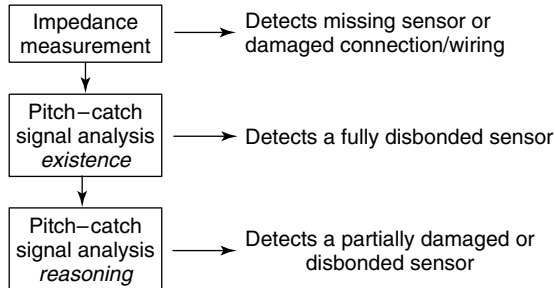 Impedance
measurement
Detects missing sensor or
damaged connection/wiring
Pitch–catch
signal analysis
existence
Detects a fully disbonded sensor
Pitch–catch
signal analysis
reasoning
Detects a partially damaged or
disbonded sensor